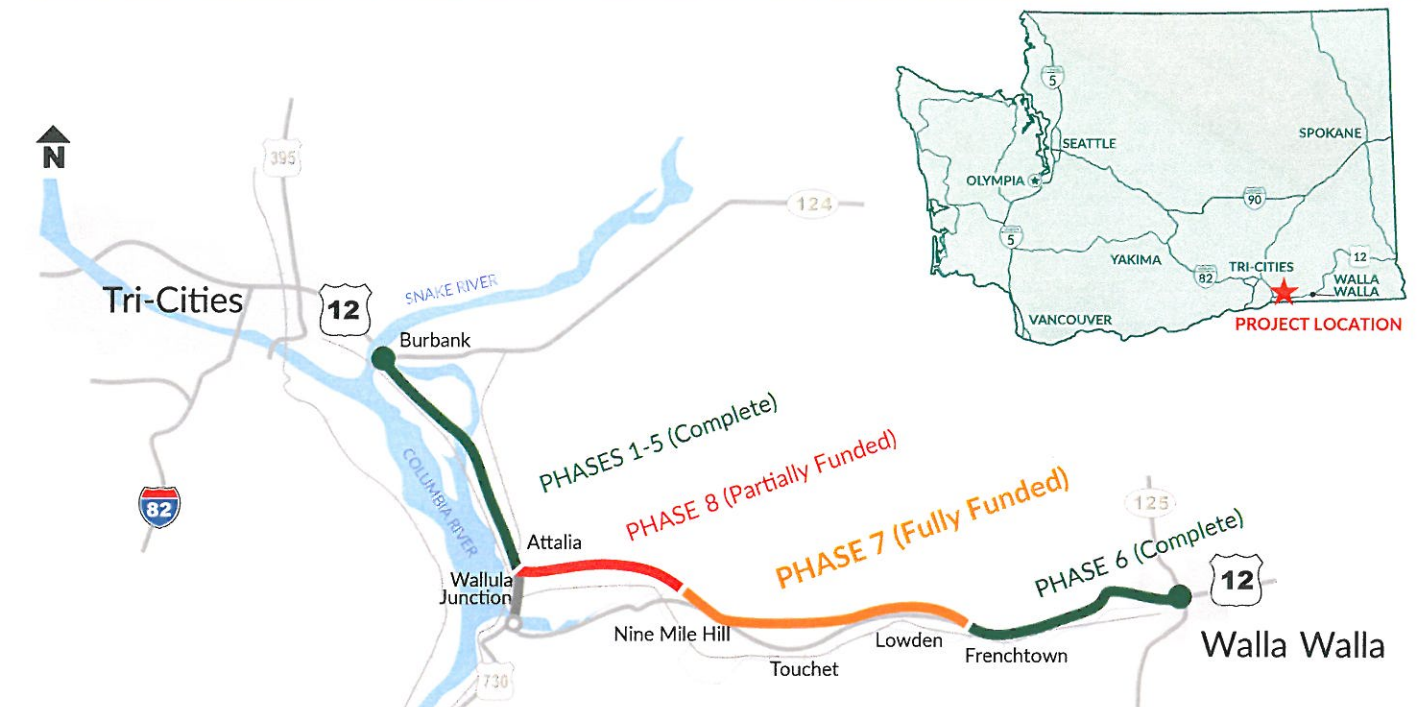 N
395
124
Tri-Cities
12
SNAKE RIVER
Burbank
82
COLUMBIA RIVER
PHASES 1-5 (Complete)
PHASE 8 (Partially Funded)
PHASE 7 (Fully Funded)
PHASE 6 (Complete)
125
12
Attalia
Wallula
Junction
Nine Mile Hill
Touchet
Lowden
Frenchtown
Walla Walla
730
5
SEATTLE
SPOKANE
OLYMPIA
90
5
YAKIMA
82
TRI-CITIES
12
WALLA
WALLA
VANCOUVER
PROJECT LOCATION